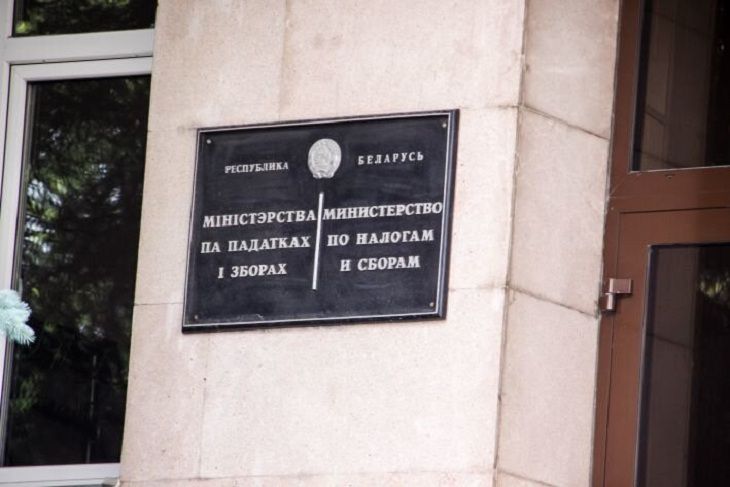 РЕСПУБЛИКА БЕЛАРУСЬ
МІНІСТЭРСТВА
ПА ПАДАТКАХ
І ЗБОРАХ
МИНИСТЕРСТВО
ПО НАЛОГАМ
И СБОРАМ